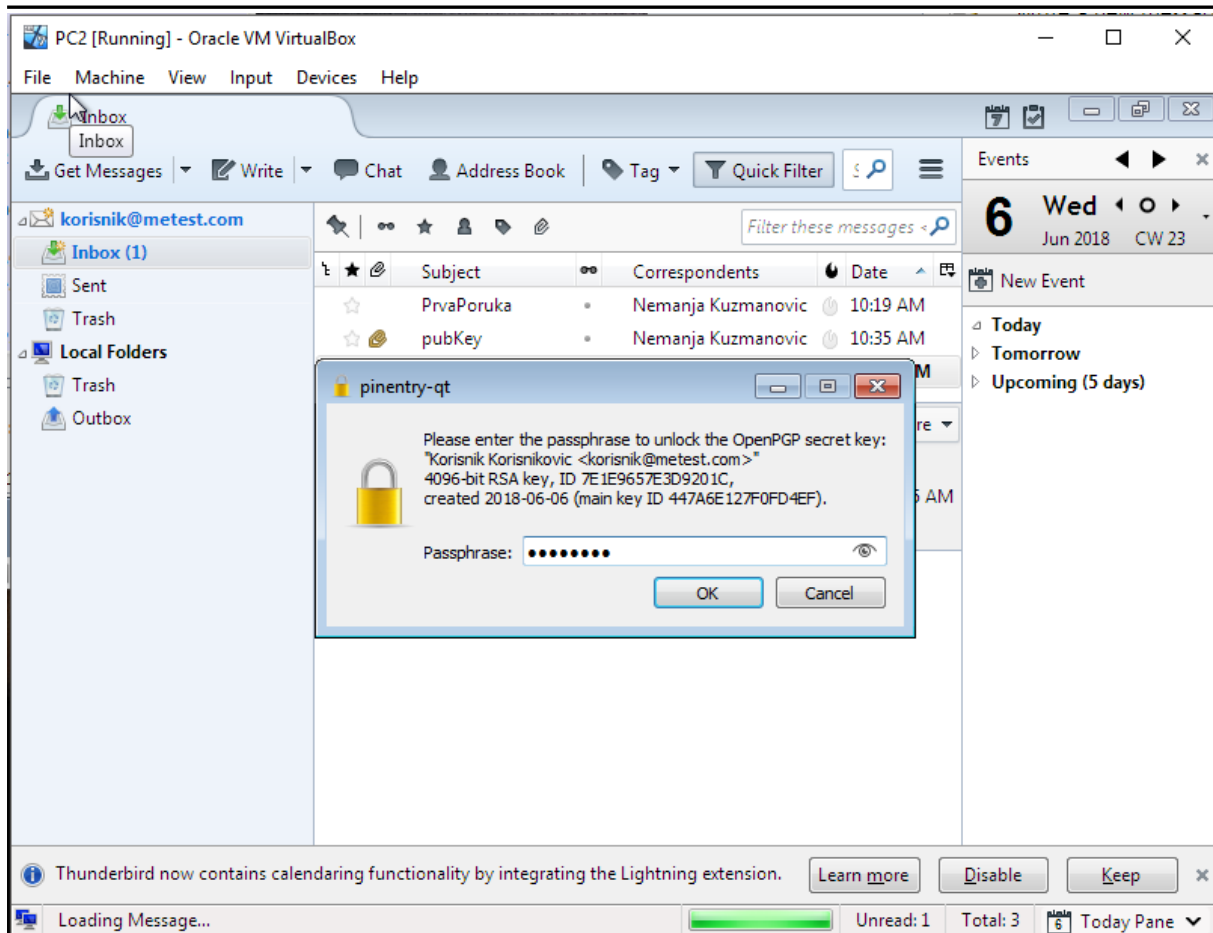 PC2 [Running] - Oracle VM VirtualBox
File Machine View Input Devices Help
Inbox
Inbox
Get Messages Write Chat Address Book Tag Quick Filter
korisnik@metest.com
Inbox (1)
Sent
Trash
Local Folders
Trash
Outbox
Filter these messages <
Subject Correspondents Date
PrvaPoruka Nemanja Kuzmanovic 10:19 AM
pubKey Nemanja Kuzmanovic 10:35 AM
M
re
AM
pinentry-qt
Please enter the passphrase to unlock the OpenPGP secret key:
"Korisnik Korisnikovic <korisnik@metest.com>"
4096-bit RSA key, ID 7E1E9657E3D9201C,
created 2018-06-06 (main key ID 447A6E127F0FD4EF).
Passphrase: ●●●●●●●●
OK Cancel
Events
6 Wed
Jun 2018 CW 23
New Event
Today
Tomorrow
Upcoming (5 days)
Thunderbird now contains calendaring functionality by integrating the Lightning extension. Learn more Disable Keep
Loading Message... Unread: 1 Total: 3 6 Today Pane